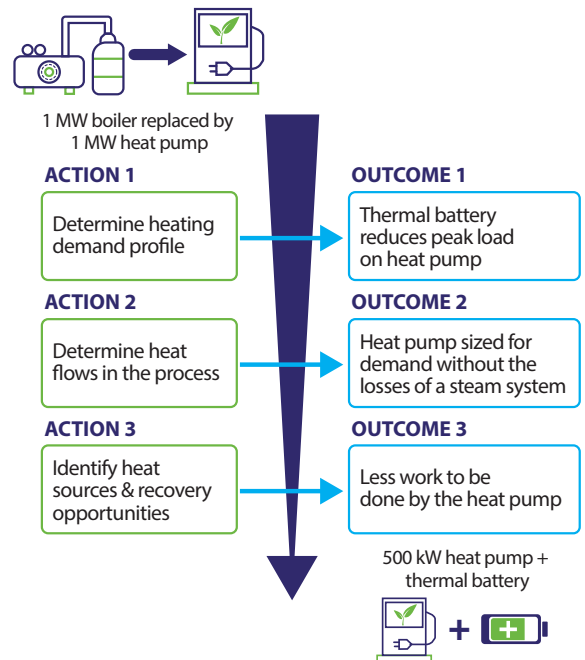 1 MW boiler replaced by
1 MW heat pump
ACTION 1
Determine heating
demand profile
OUTCOME 1
Thermal battery
reduces peak load
on heat pump
ACTION 2
Determine heat
flows in the process
OUTCOME 2
Heat pump sized for
demand without the
losses of a steam system
ACTION 3
Identify heat
sources & recovery
opportunities
OUTCOME 3
Less work to be
done by the heat pump
500 kW heat pump +
thermal battery
+